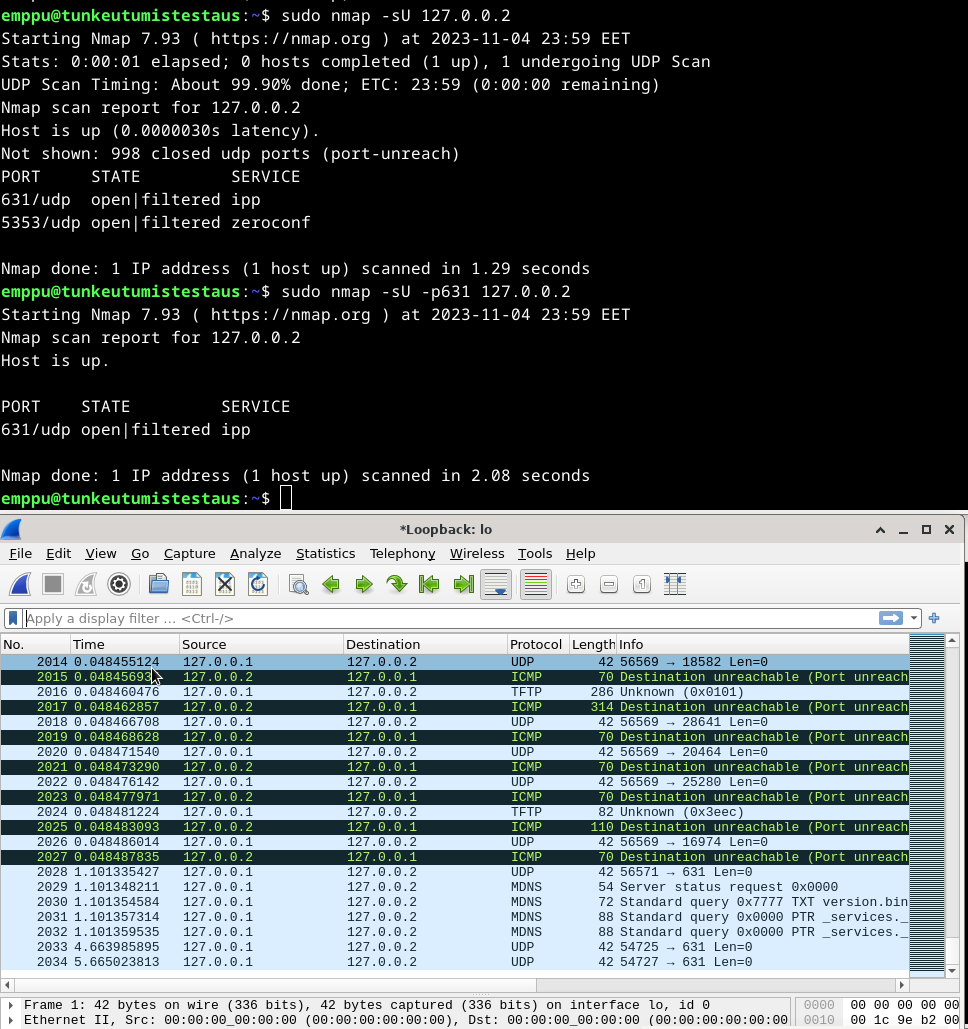 emppu@tunkeutumistestaus:~$ sudo nmap -sU 127.0.0.2
Starting Nmap 7.93 ( https://nmap.org ) at 2023-11-04 23:59 EET
Stats: 0:00:01 elapsed; 0 hosts completed (1 up), 1 undergoing UDP Scan
UDP Scan Timing: About 99.90% done; ETC: 23:59 (0:00:00 remaining)
Nmap scan report for 127.0.0.2
Host is up (0.0000030s latency).
Not shown: 998 closed udp ports (port-unreach)
PORT     STATE         SERVICE
631/udp  open|filtered ipp
5353/udp open|filtered zeroconf
Nmap done: 1 IP address (1 host up) scanned in 1.29 seconds
emppu@tunkeutumistestaus:~$ sudo nmap -sU -p631 127.0.0.2
Starting Nmap 7.93 ( https://nmap.org ) at 2023-11-04 23:59 EET
Nmap scan report for 127.0.0.2
Host is up.
PORT    STATE         SERVICE
631/udp open|filtered ipp
Nmap done: 1 IP address (1 host up) scanned in 2.08 seconds
emppu@tunkeutumistestaus:~$
*Loopback: lo
File Edit View Go Capture Analyze Statistics Telephony Wireless Tools Help
Apply a display filter … <Ctrl-/>
No. Time Source Destination Protocol Length Info
2014 0.048455124 127.0.0.1 127.0.0.2 UDP 42 56569 → 18582 Len=0
2015 0.04845693 127.0.0.2 127.0.0.1 ICMP 70 Destination unreachable (Port unreach
2016 0.048460476 127.0.0.1 127.0.0.2 TFTP 286 Unknown (0x0101)
2017 0.048462857 127.0.0.2 127.0.0.1 ICMP 314 Destination unreachable (Port unreach
2018 0.048466708 127.0.0.1 127.0.0.2 UDP 42 56569 → 28641 Len=0
2019 0.048468628 127.0.0.2 127.0.0.1 ICMP 70 Destination unreachable (Port unreach
2020 0.048471540 127.0.0.1 127.0.0.2 UDP 42 56569 → 20464 Len=0
2021 0.048473290 127.0.0.2 127.0.0.1 ICMP 70 Destination unreachable (Port unreach
2022 0.048476142 127.0.0.1 127.0.0.2 UDP 42 56569 → 25280 Len=0
2023 0.048477971 127.0.0.2 127.0.0.1 ICMP 70 Destination unreachable (Port unreach
2024 0.048481224 127.0.0.1 127.0.0.2 TFTP 82 Unknown (0x3eec)
2025 0.048483093 127.0.0.2 127.0.0.1 ICMP 110 Destination unreachable (Port unreach
2026 0.048486014 127.0.0.1 127.0.0.2 UDP 42 56569 → 16974 Len=0
2027 0.048487835 127.0.0.2 127.0.0.1 ICMP 70 Destination unreachable (Port unreach
2028 1.101335427 127.0.0.1 127.0.0.2 UDP 42 56571 → 631 Len=0
2029 1.101348211 127.0.0.1 127.0.0.2 MDNS 54 Server status request 0x0000
2030 1.101354584 127.0.0.1 127.0.0.2 MDNS 72 Standard query 0x7777 TXT version.bin
2031 1.101357314 127.0.0.1 127.0.0.2 MDNS 88 Standard query 0x0000 PTR _services._
2032 1.101359535 127.0.0.1 127.0.0.2 MDNS 88 Standard query 0x0000 PTR _services._
2033 4.663985895 127.0.0.1 127.0.0.2 UDP 42 54725 → 631 Len=0
2034 5.665023813 127.0.0.1 127.0.0.2 UDP 42 54727 → 631 Len=0
Frame 1: 42 bytes on wire (336 bits), 42 bytes captured (336 bits) on interface lo, id 0
Ethernet II, Src: 00:00:00_00:00:00 (00:00:00:00:00:00), Dst: 00:00:00_00:00:00 (00:00:00:00:00:00)
0000 00 00 00 00 00
0010 00 1c 9e b2 00